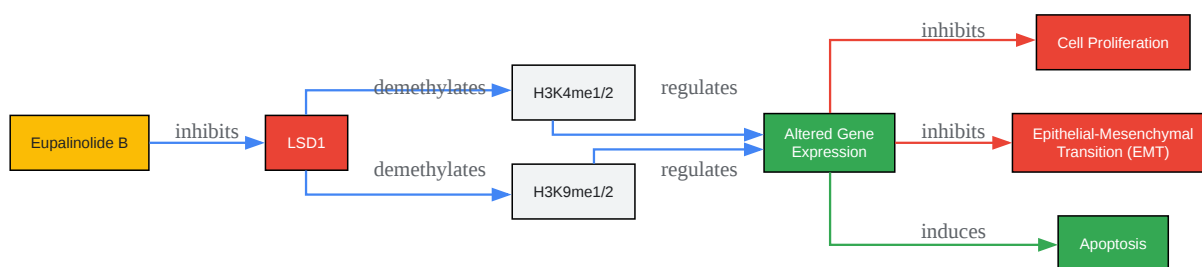 Eupalinolide B
inhibits
LSD1
demethylates
demethylates
H3K4me1/2
H3K9me1/2
regulates
regulates
Altered Gene
Expression
inhibits
inhibits
induces
Cell Proliferation
Epithelial-Mesenchymal
Transition (EMT)
Apoptosis